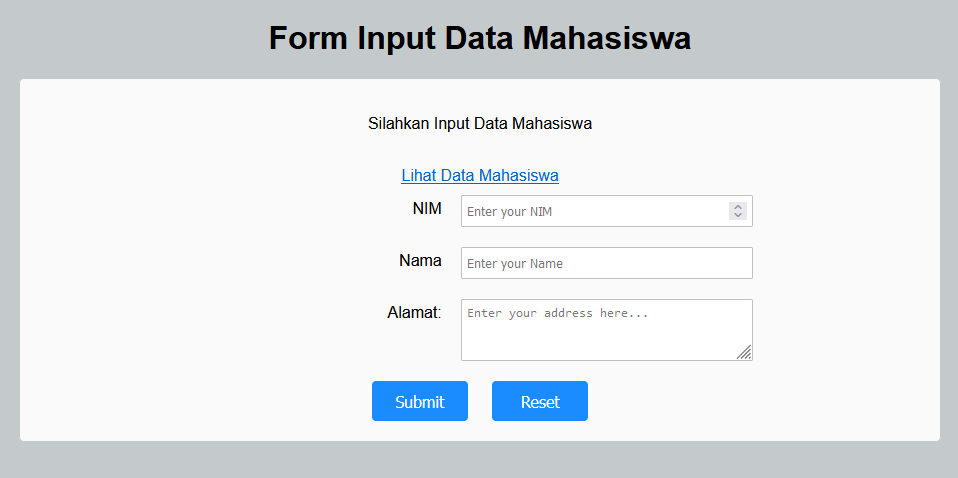 Form Input Data Mahasiswa
Silahkan Input Data Mahasiswa
Lihat Data Mahasiswa
NIM Enter your NIM
Nama Enter your Name
Alamat: Enter your address here...
Submit Reset